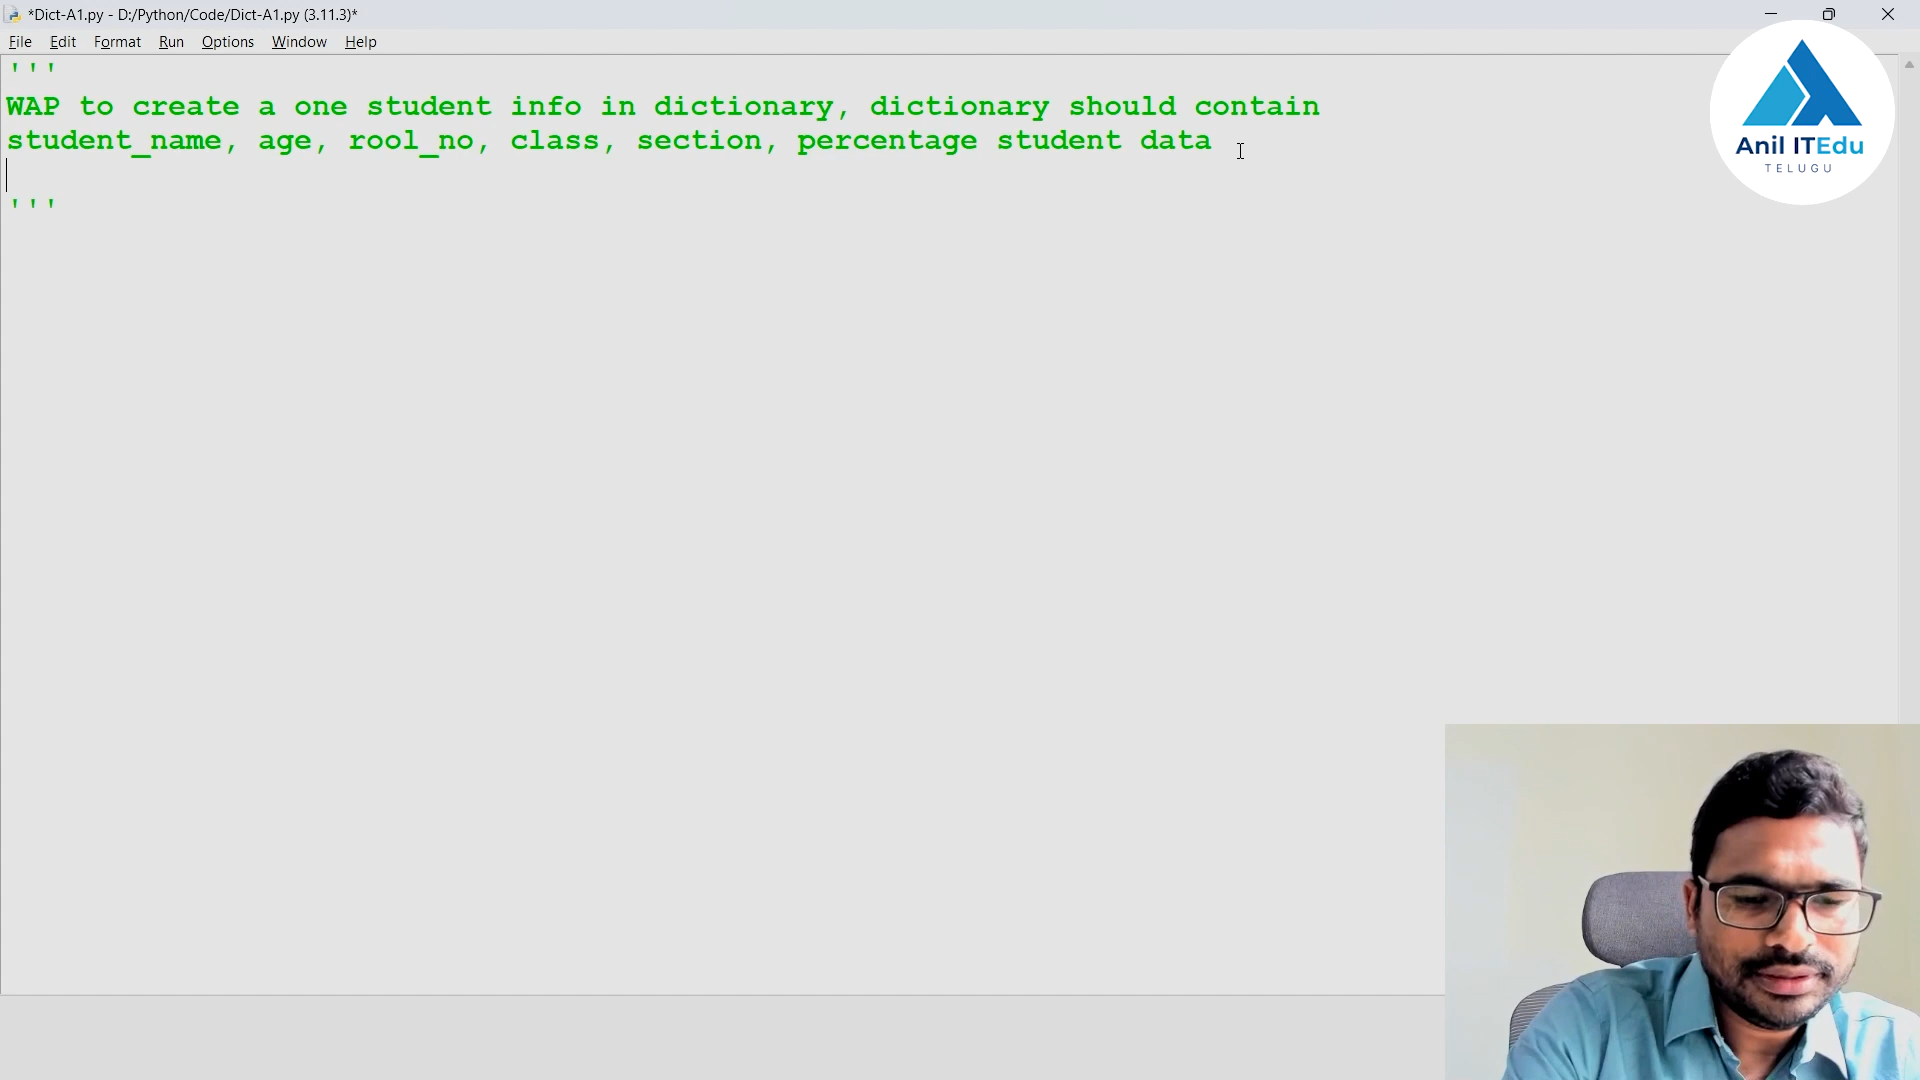 *Dict-A1.py - D:/Python/Code/Dict-A1.py (3.11.3)*
File Edit Format Run Options Window Help
'''
WAP to create a one student info in dictionary, dictionary should contain
student_name, age, rool_no, class, section, percentage student data
'''
Anil ITEdu
TELUGU